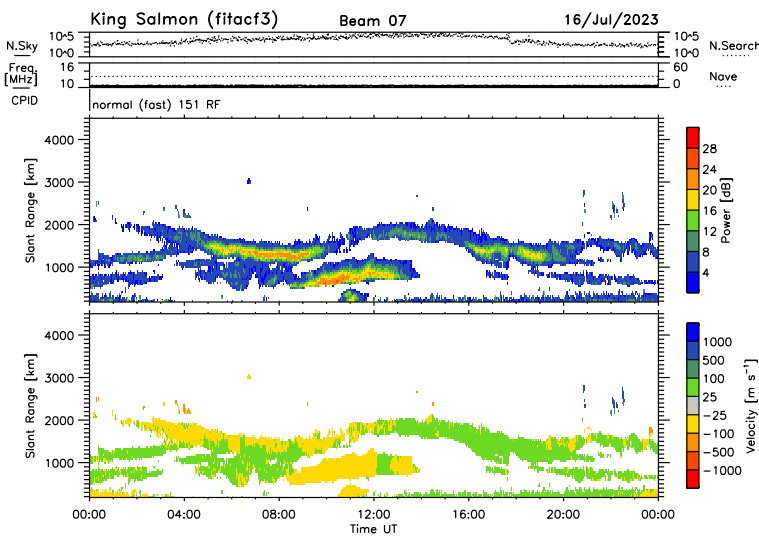 King Salmon (fitacf3) Beam 07 16/Jul/2023
N.Sky 10^5 10^0 10^5 10^0 N.Search
Freq [MHz] 16 10 60 0 Nave
CPID normal (fast) 151 RF
Slant Range [km] 4000 3000 2000 1000
Power [dB] 28 24 20 16 12 8 4
Slant Range [km] 4000 3000 2000 1000
Velocity [m s^-1] 1000 500 100 25 -25 -100 -500 -1000
00:00 04:00 08:00 12:00 16:00 20:00 00:00
Time UT